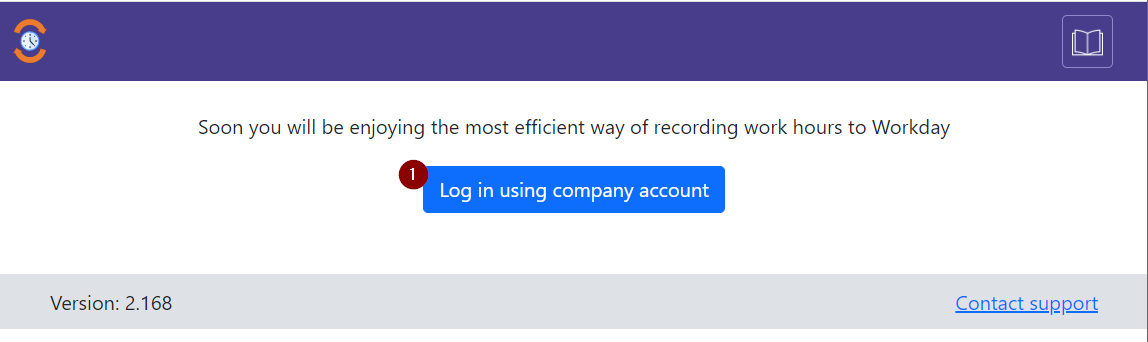 Soon you will be enjoying the most efficient way of recording work hours to Workday
1
Log in using company account
Version: 2.168
Contact support